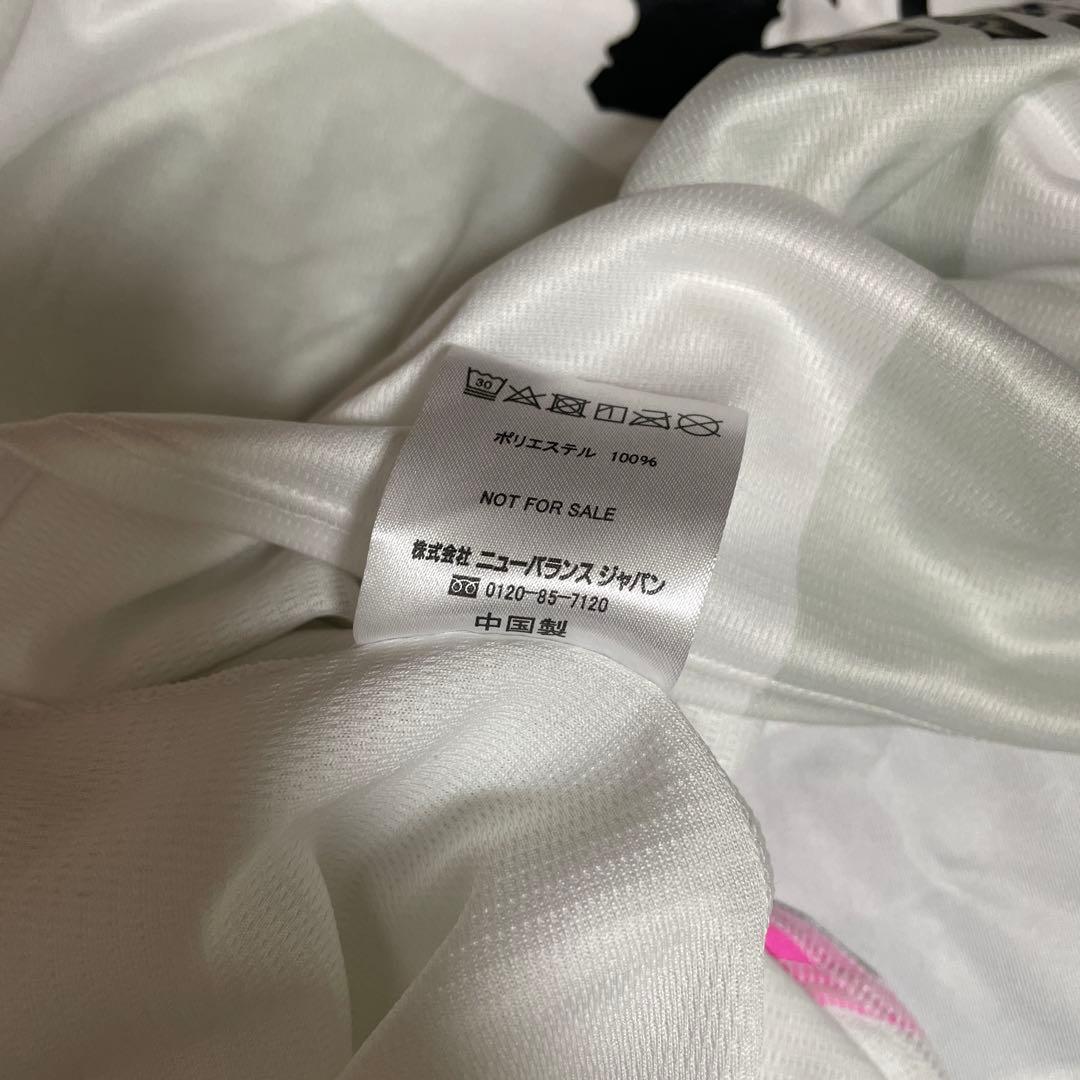 30
ポリエステル 100%
NOT FOR SALE
株式会社 ニューバランス ジャパン
0120-85-7120
中国製